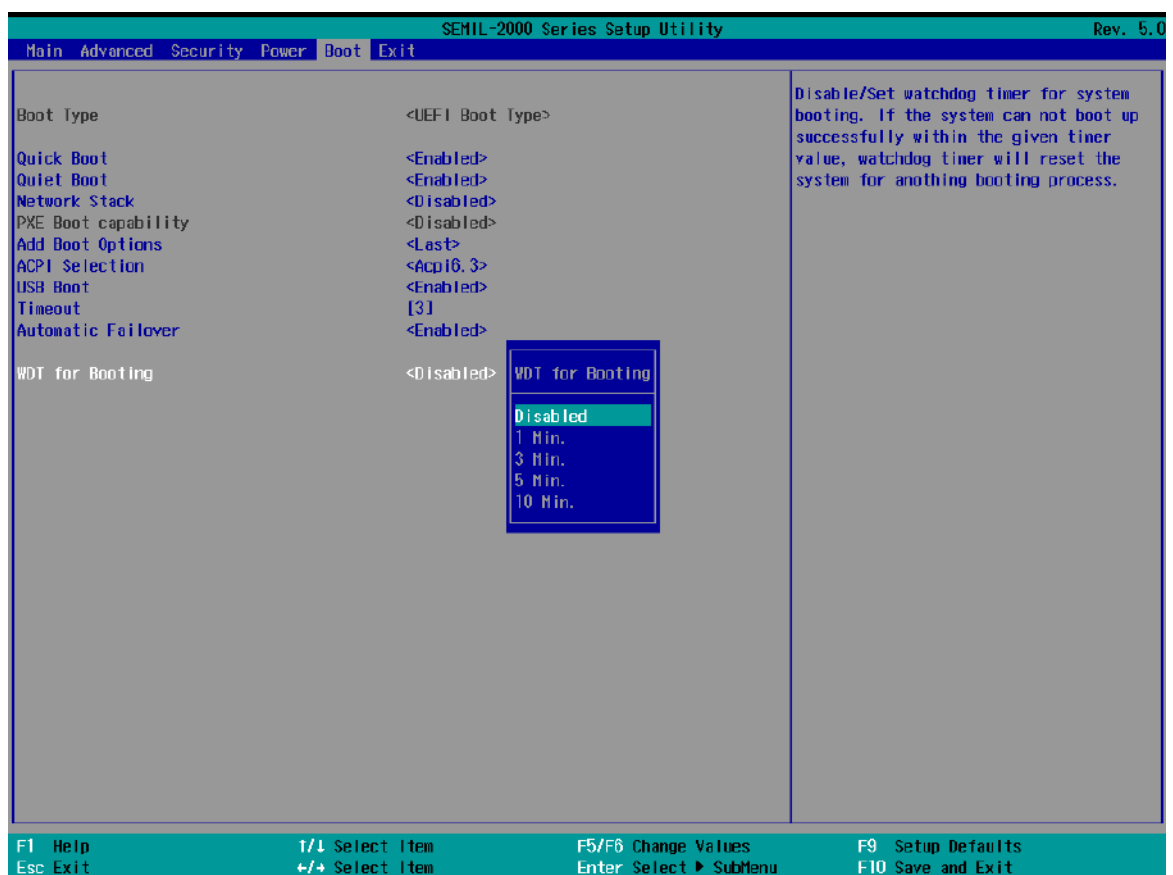 SEMIL-2000 Series Setup Utility Rev. 5.0
Main Advanced Security Power Boot Exit
Boot Type <UEFI Boot Type>
Quick Boot <Enabled>
Quiet Boot <Enabled>
Network Stack <Disabled>
PXE Boot capability <Disabled>
Add Boot Options <Last>
ACPI Selection <Acpi6.3>
USB Boot <Enabled>
Timeout [3]
Automatic Failover <Enabled>
WDT for Booting <Disabled>
WDT for Booting
Disabled
1 Min.
3 Min.
5 Min.
10 Min.
Disable/Set watchdog timer for system
booting. If the system can not boot up
successfully within the given timer
value, watchdog timer will reset the
system for anothing booting process.
F1 Help ↑/↓ Select Item F5/F6 Change Values F9 Setup Defaults
Esc Exit ←/→ Select Item Enter Select ▶ SubMenu F10 Save and Exit